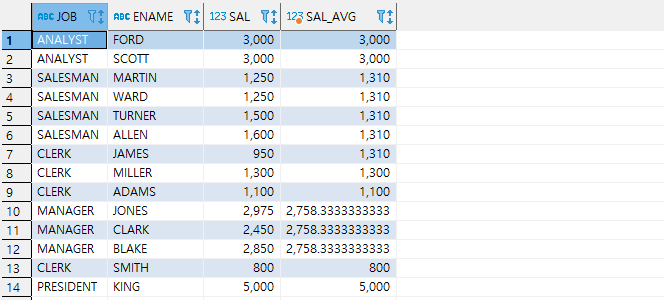 ABC JOB ABC ENAME 123 SAL 123 SAL_AVG
1 ANALYST FORD 3,000 3,000
2 ANALYST SCOTT 3,000 3,000
3 SALESMAN MARTIN 1,250 1,310
4 SALESMAN WARD 1,250 1,310
5 SALESMAN TURNER 1,500 1,310
6 SALESMAN ALLEN 1,600 1,310
7 CLERK JAMES 950 1,310
8 CLERK MILLER 1,300 1,300
9 CLERK ADAMS 1,100 1,100
10 MANAGER JONES 2,975 2,758.3333333333
11 MANAGER CLARK 2,450 2,758.3333333333
12 MANAGER BLAKE 2,850 2,758.3333333333
13 CLERK SMITH 800 800
14 PRESIDENT KING 5,000 5,000